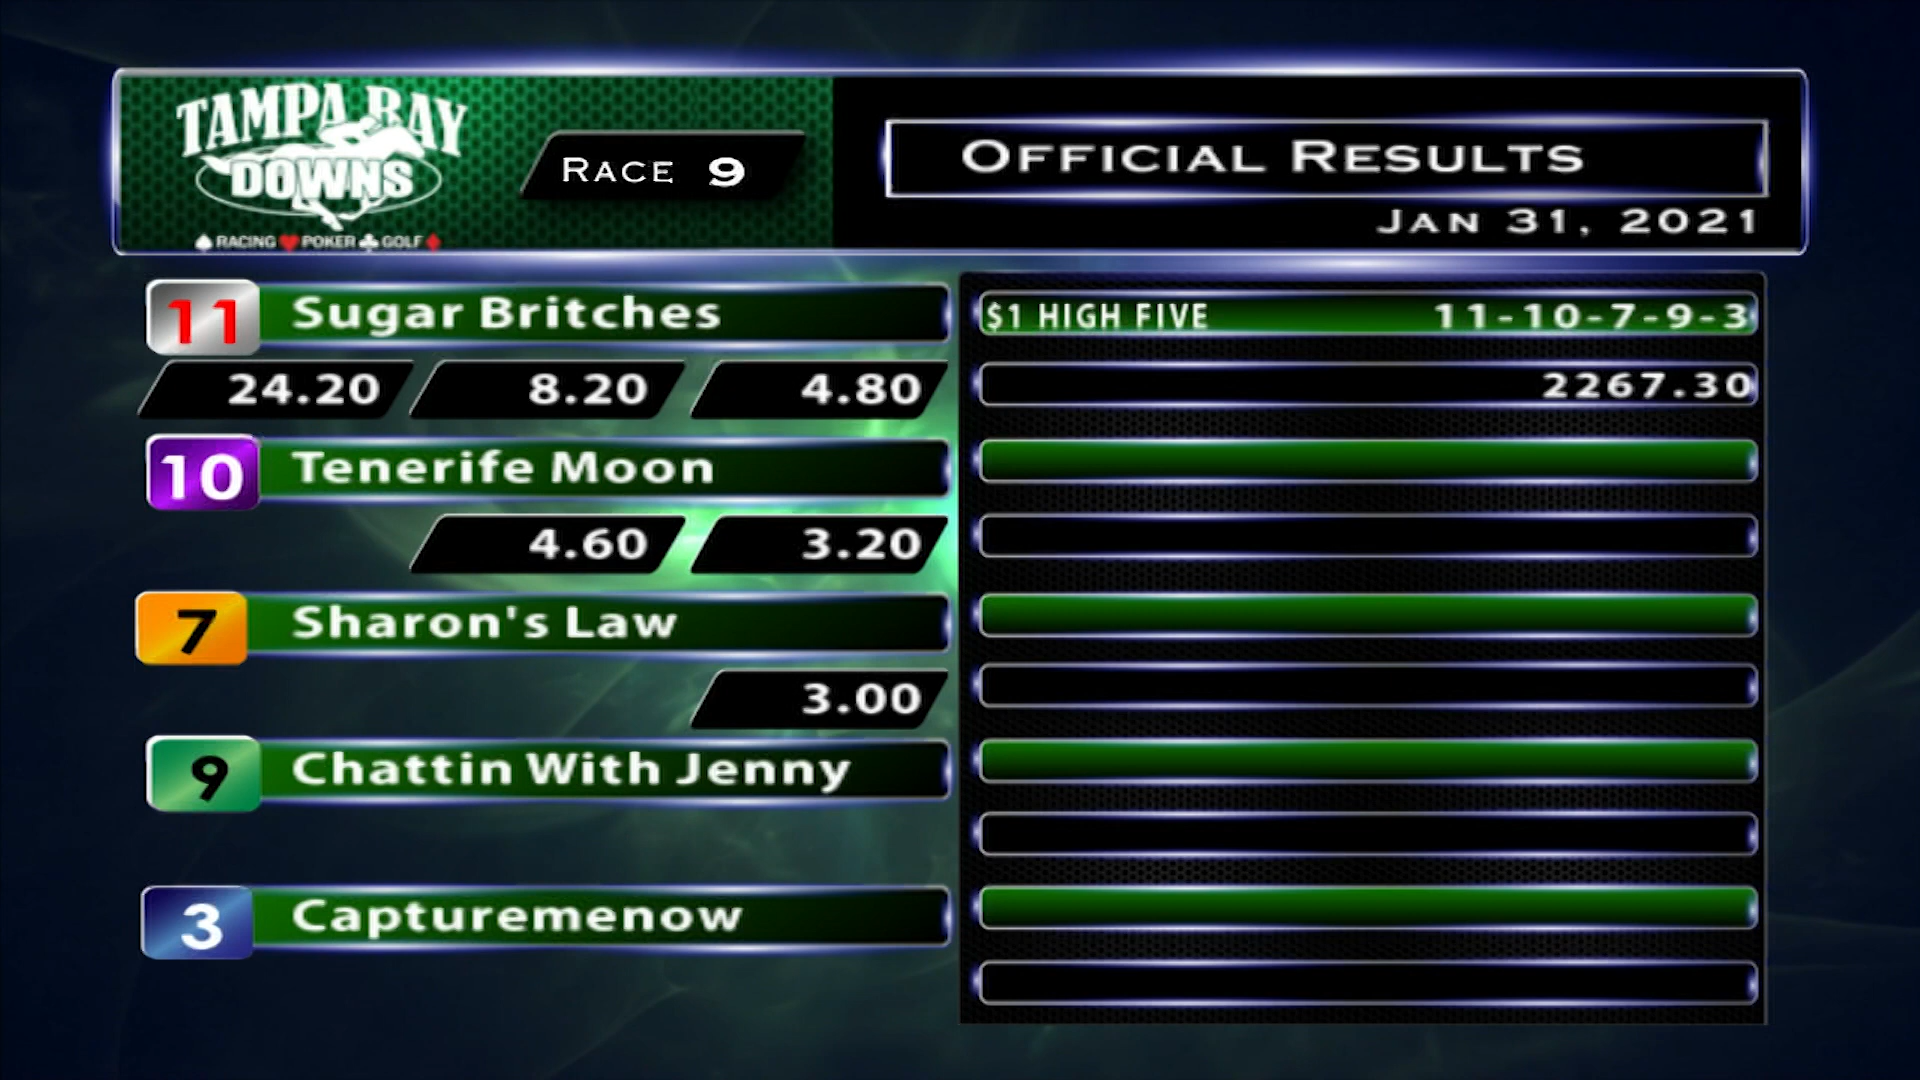 TAMPA BAY
DOWNS
RACING POKER GOLF
RACE 9
OFFICIAL RESULTS
JAN 31, 2021
11 Sugar Britches
24.20 8.20 4.80
10 Tenerife Moon
4.60 3.20
7 Sharon's Law
3.00
9 Chattin With Jenny
3 Capturemenow
$1 HIGH FIVE 11-10-7-9-3
2267.30